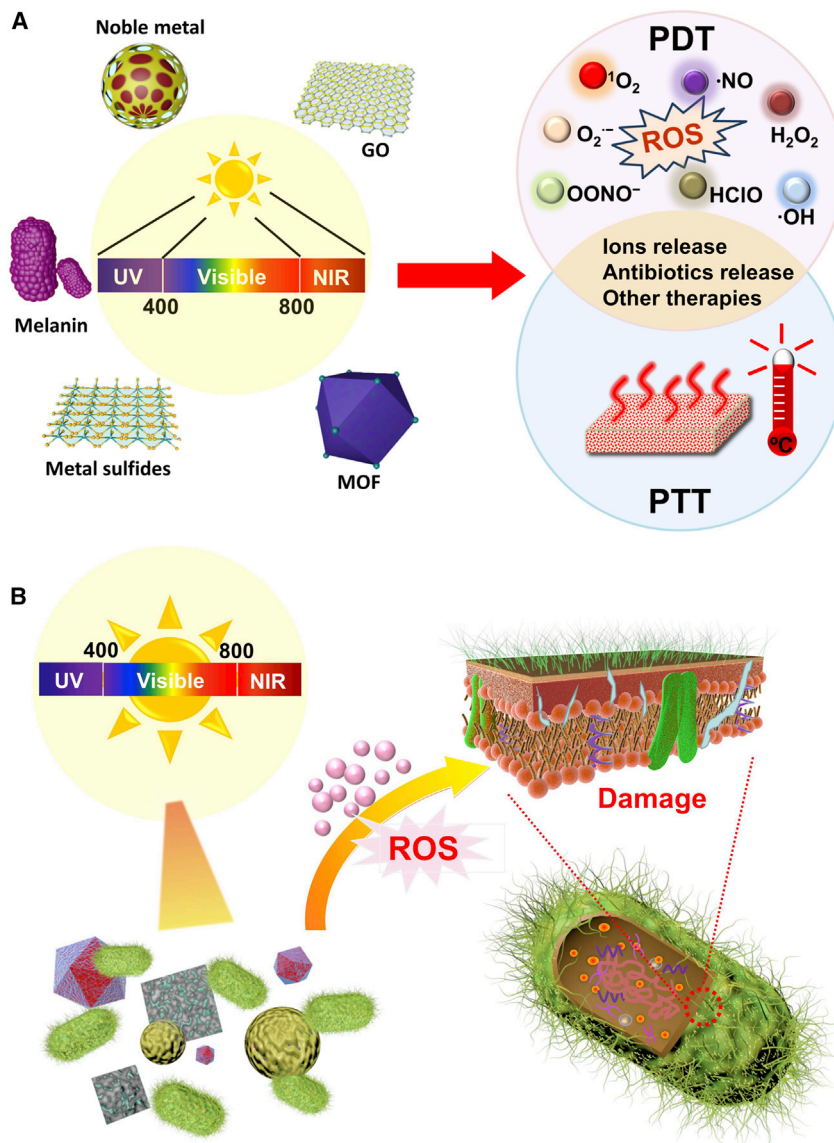 A
Noble metal
GO
UV
Visible
NIR
400
800
Melanin
Metal sulfides
MOF
PDT
¹O₂
·NO
O₂·⁻
ROS
H₂O₂
OONO⁻
HClO
·OH
Ions release
Antibiotics release
Other therapies
ºC
PTT
B
400
800
UV
Visible
NIR
ROS
Damage